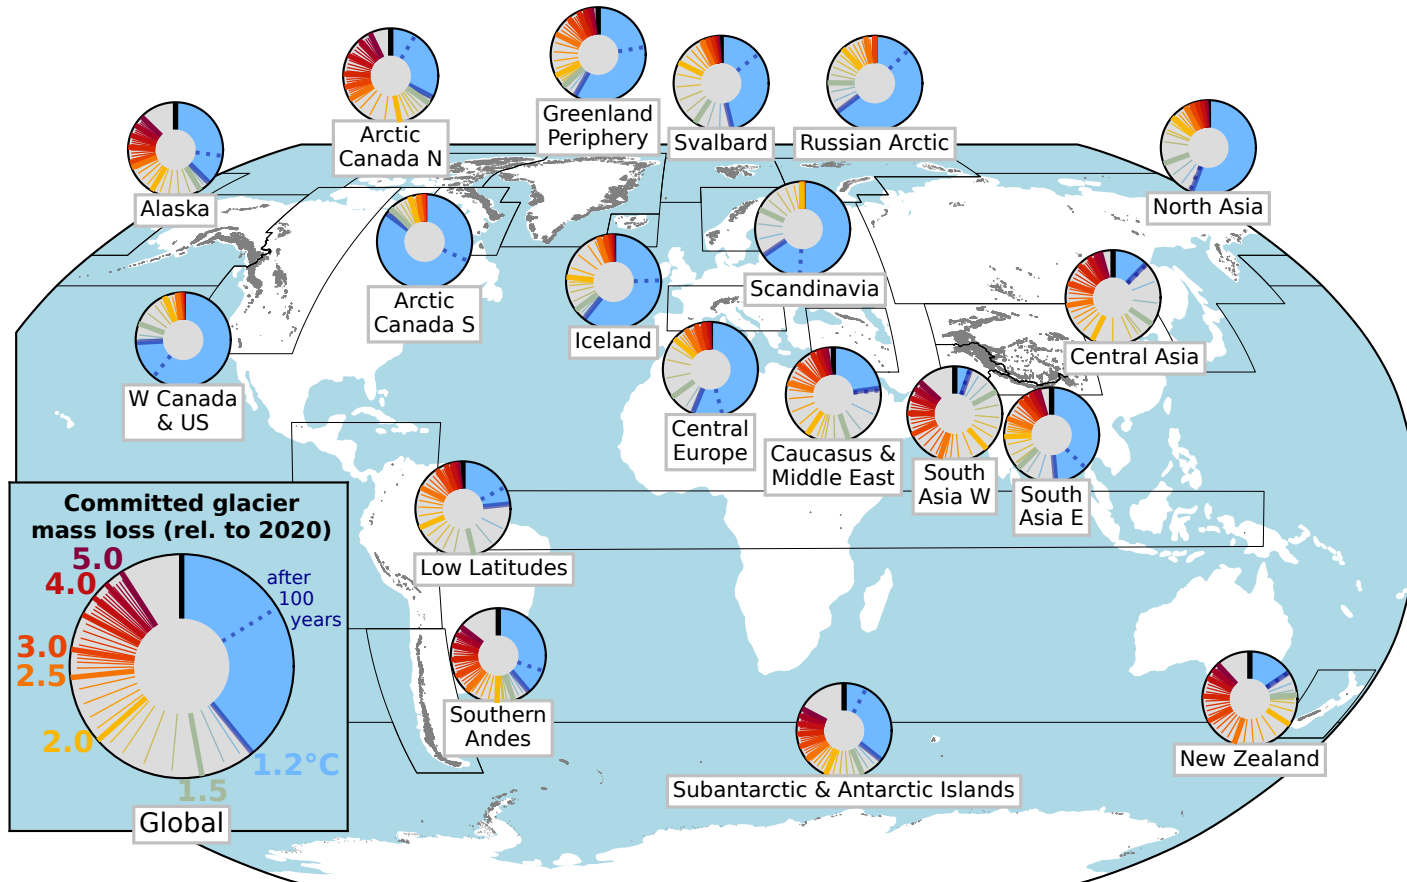 Arctic
Canada N
Greenland
Periphery
Svalbard
Russian Arctic
Alaska
North Asia
Arctic
Canada S
Iceland
Scandinavia
Central Asia
W Canada
& US
Central
Europe
Caucasus &
Middle East
South
Asia W
South
Asia E
Low Latitudes
Committed glacier
mass loss (rel. to 2020)
5.0
4.0
3.0
2.5
2.0
1.5
1.2°C
after
100
years
Global
Southern
Andes
Subantarctic & Antarctic Islands
New Zealand